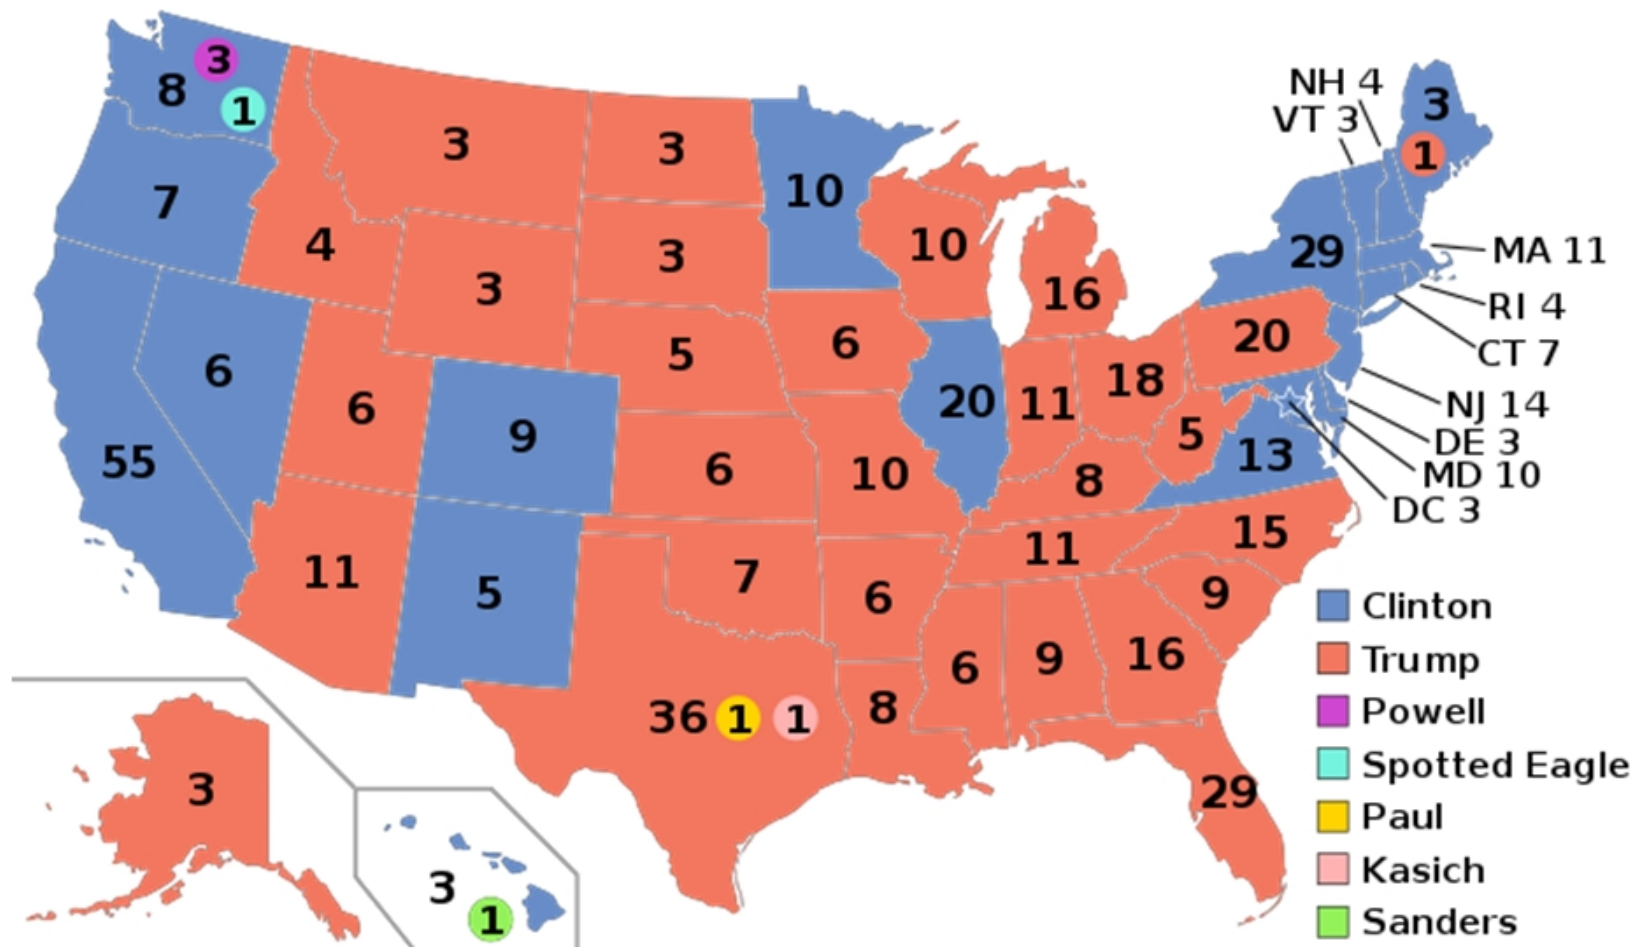 3
8
1
7
55
6
3
4
3
6
9
11
5
3
3
5
6
7
36 1 1
10
6
10
6
8
10
20
16
11
18
8
11
6
9
16
29
20
5
13
15
9
29
3
1
NH 4
VT 3
MA 11
RI 4
CT 7
NJ 14
DE 3
MD 10
DC 3
3
3
1
Clinton
Trump
Powell
Spotted Eagle
Paul
Kasich
Sanders